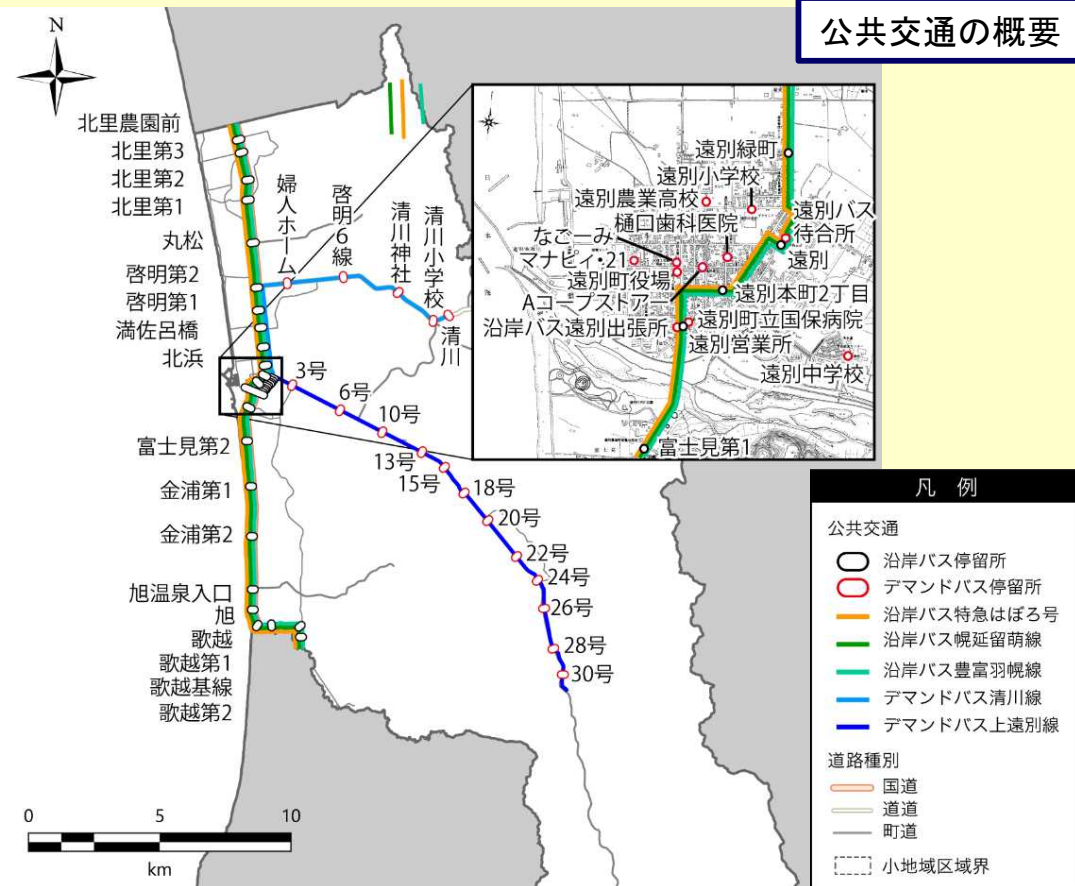 公共交通の概要
N
北里農園前
北里第3
北里第2
北里第1
丸松
啓明第2
啓明第1
満佐呂橋
北浜
富士見第2
金浦第1
金浦第2
旭温泉入口
旭
歌越
歌越第1
歌越基線
歌越第2
婦人ホーム
啓明6線
清川神社
清川小学校
清川
3号
6号
10号
13号
15号
18号
20号
22号
24号
26号
28号
30号
遠別緑町
遠別小学校
遠別農業高校
樋口歯科医院
遠別バス
待合所
なごーみ
マナピィ・21
遠別
遠別町役場
Aコープストアー
遠別本町2丁目
沿岸バス遠別出張所
遠別町立国保病院
遠別営業所
遠別中学校
富士見第1
凡 例
公共交通
沿岸バス停留所
デマンドバス停留所
沿岸バス特急はぼろ号
沿岸バス幌延留萌線
沿岸バス豊富羽幌線
デマンドバス清川線
デマンドバス上遠別線
道路種別
国道
道道
町道
小地域区域界
0 5 10
km